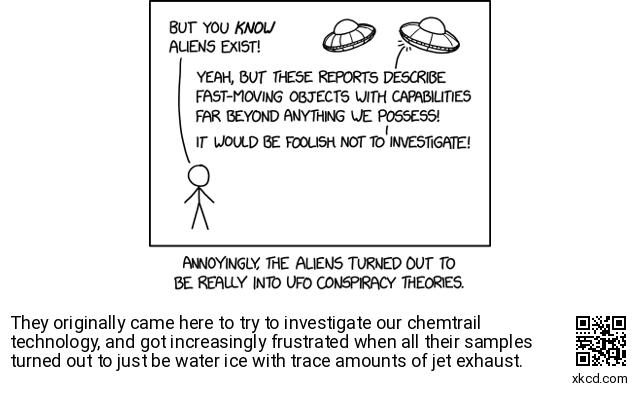 BUT YOU KNOW
ALIENS EXIST!
YEAH, BUT THESE REPORTS DESCRIBE
FAST-MOVING OBJECTS WITH CAPABILITIES
FAR BEYOND ANYTHING WE POSSESS!
IT WOULD BE FOOLISH NOT TO INVESTIGATE!
ANNOYINGLY, THE ALIENS TURNED OUT TO
BE REALLY INTO UFO CONSPIRACY THEORIES.
They originally came here to try to investigate our chemtrail
technology, and got increasingly frustrated when all their samples
turned out to just be water ice with trace amounts of jet exhaust.
xkcd.com